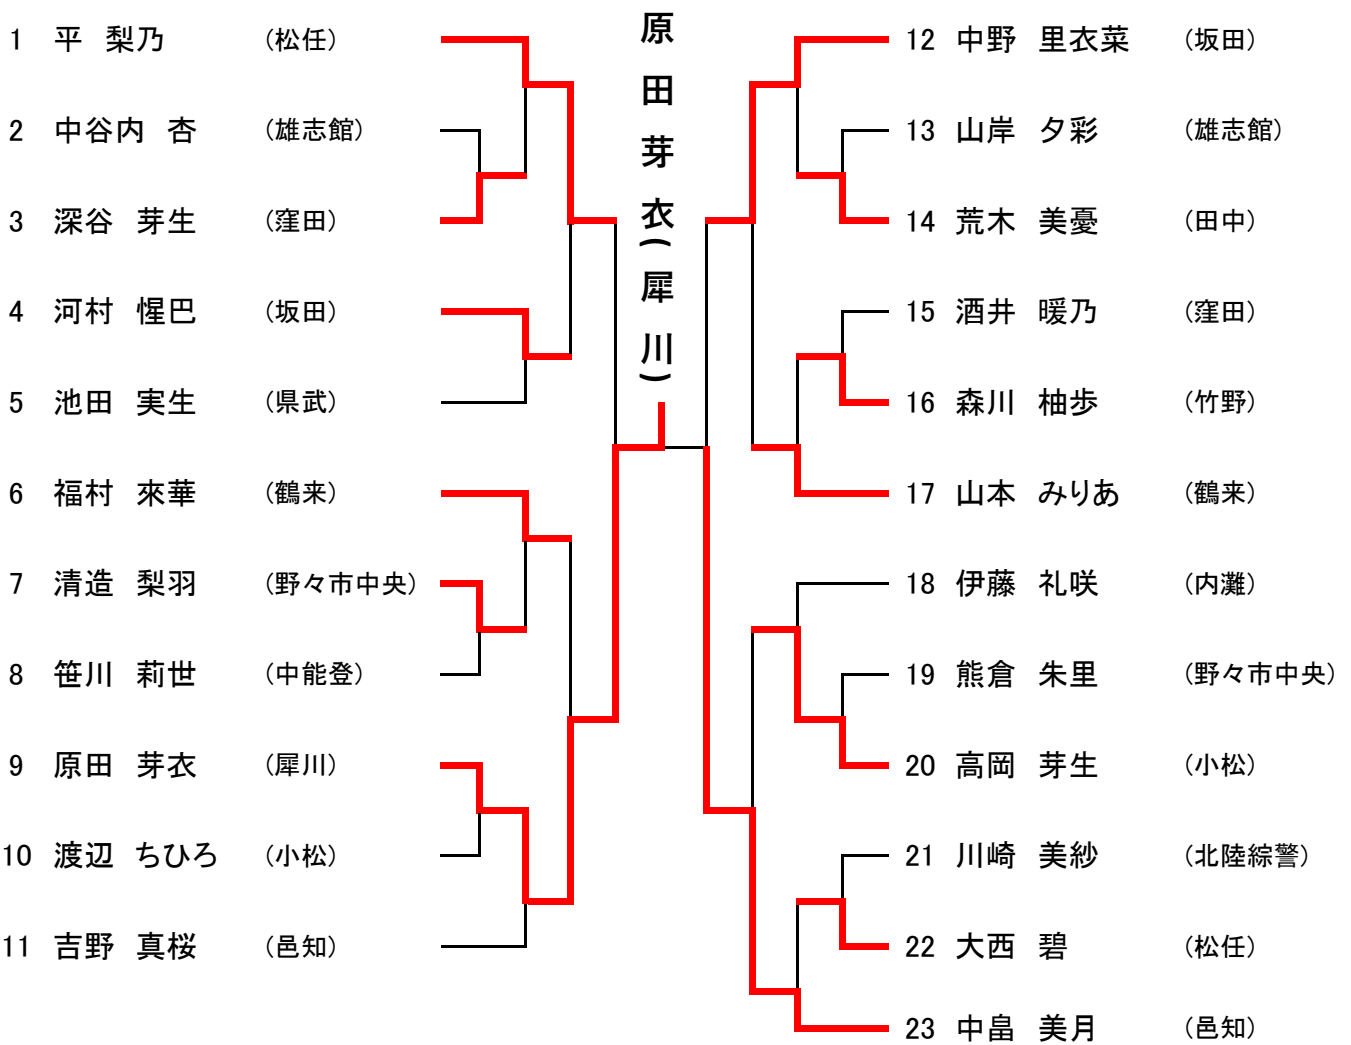 1 平 梨乃 (松任)
2 中谷内 杏 (雄志館)
3 深谷 芽生 (窪田)
4 河村 惺巴 (坂田)
5 池田 実生 (県武)
6 福村 來華 (鶴来)
7 清造 梨羽 (野々市中央)
8 笹川 莉世 (中能登)
9 原田 芽衣 (犀川)
10 渡辺 ちひろ (小松)
11 吉野 真桜 (邑知)
原田芽衣(犀川)
12 中野 里衣菜 (坂田)
13 山岸 夕彩 (雄志館)
14 荒木 美憂 (田中)
15 酒井 暖乃 (窪田)
16 森川 柚歩 (竹野)
17 山本 みりあ (鶴来)
18 伊藤 礼咲 (内灘)
19 熊倉 朱里 (野々市中央)
20 高岡 芽生 (小松)
21 川崎 美紗 (北陸綜警)
22 大西 碧 (松任)
23 中畠 美月 (邑知)